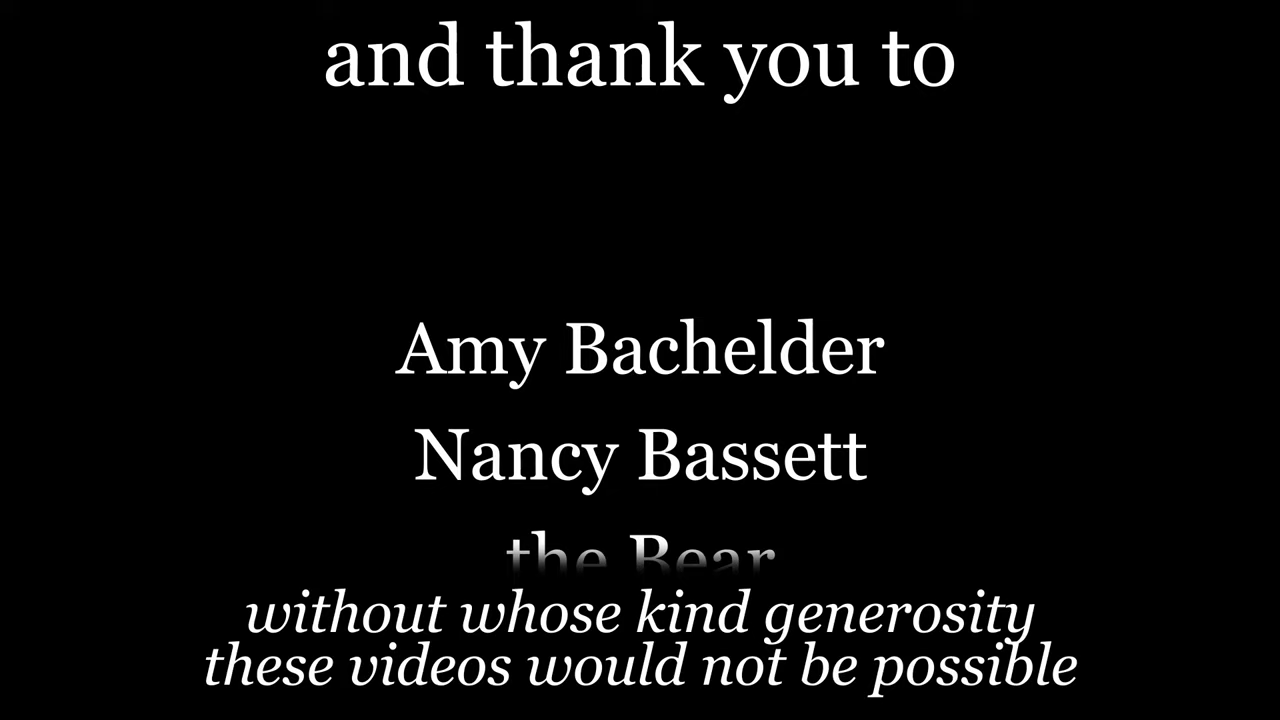 and thank you to
Amy Bachelder
Nancy Bassett
the Bear
without whose kind generosity
these videos would not be possible